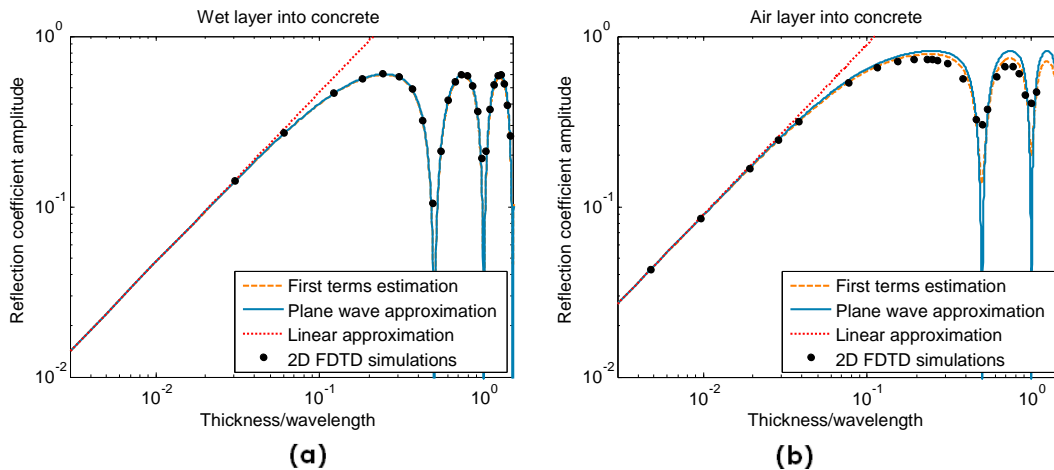 Wet layer into concrete
10^0
10^-1
10^-2
Reflection coefficient amplitude
First terms estimation
Plane wave approximation
Linear approximation
2D FDTD simulations
10^-2
10^-1
10^0
Thickness/wavelength
(a)
Air layer into concrete
10^0
10^-1
10^-2
Reflection coefficient amplitude
First terms estimation
Plane wave approximation
Linear approximation
2D FDTD simulations
10^-2
10^-1
10^0
Thickness/wavelength
(b)